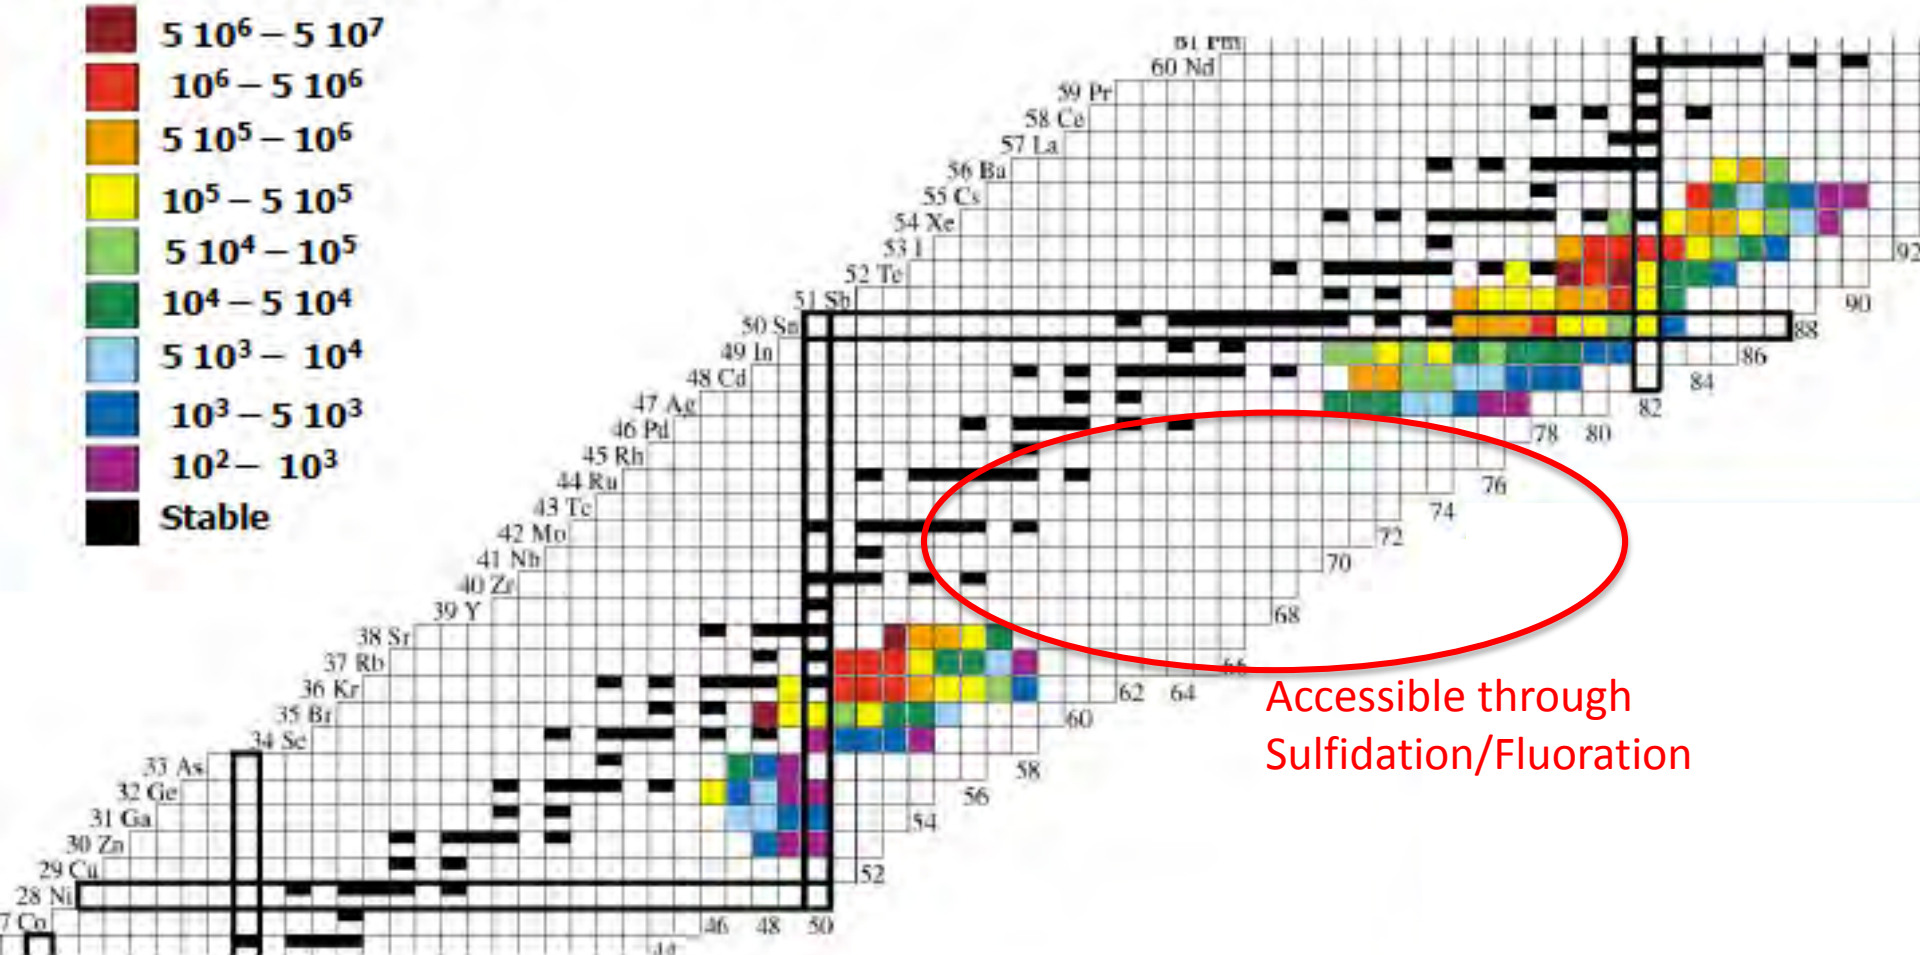 5 10⁶ – 5 10⁷
10⁶ – 5 10⁶
5 10⁵ – 10⁶
10⁵ – 5 10⁵
5 10⁴ – 10⁵
10⁴ – 5 10⁴
5 10³ – 10⁴
10³ – 5 10³
10² – 10³
Stable
61 Pm
60 Nd
59 Pr
58 Ce
57 La
56 Ba
55 Cs
54 Xe
53 I
52 Te
51 Sb
50 Sn
49 In
48 Cd
47 Ag
46 Pd
45 Rh
44 Ru
43 Tc
42 Mo
41 Nb
40 Zr
39 Y
38 Sr
37 Rb
36 Kr
35 Br
34 Se
33 As
32 Ge
31 Ga
30 Zn
29 Cu
28 Ni
7 Co
92
90
88
86
84
82
80
78
76
74
72
70
68
66
64
62
60
58
56
54
52
50
48
46
44
Accessible through
Sulfidation/Fluoration